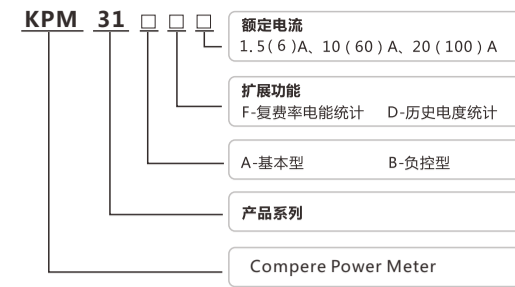 KPM 31 □ □ □
额定电流
1.5(6)A、10(60)A、20(100)A
扩展功能
F-复费率电能统计 D-历史电度统计
A-基本型 B-负控型
产品系列
Compere Power Meter